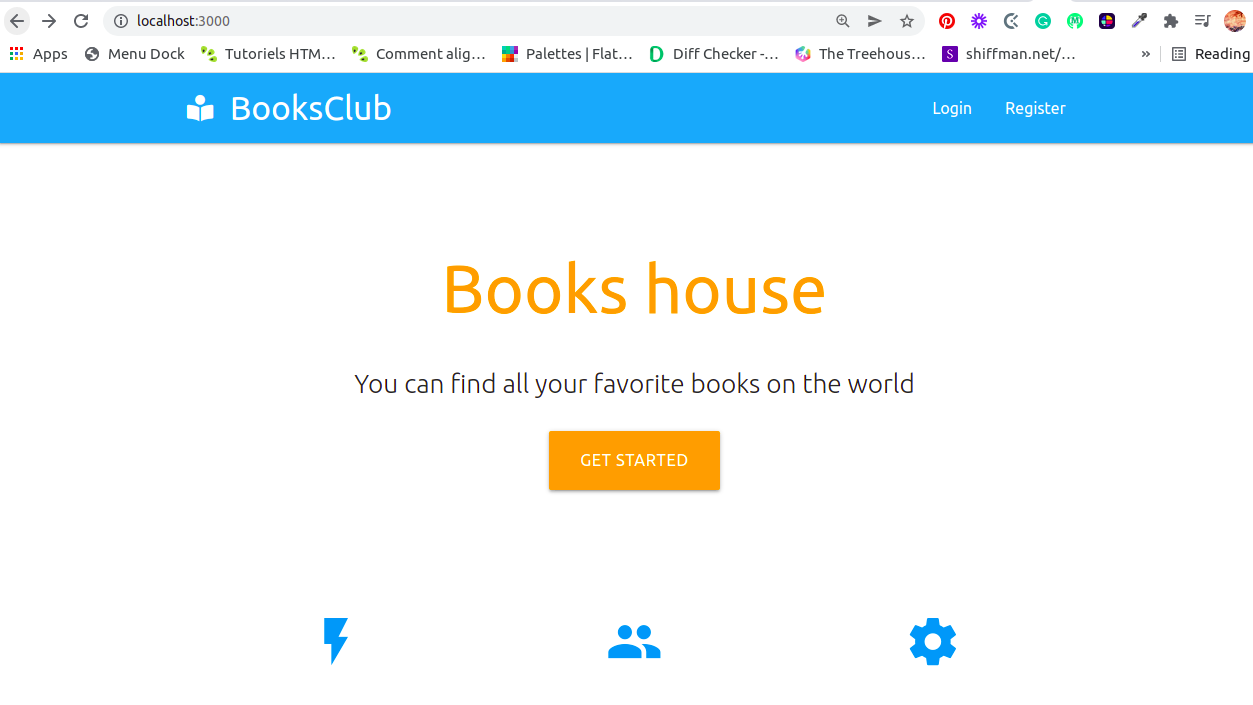 localhost:3000
Apps Menu Dock Tutoriels HTM... Comment alig... Palettes | Flat... Diff Checker -... The Treehous... shiffman.net/... » Reading
BooksClub Login Register
Books house
You can find all your favorite books on the world
GET STARTED